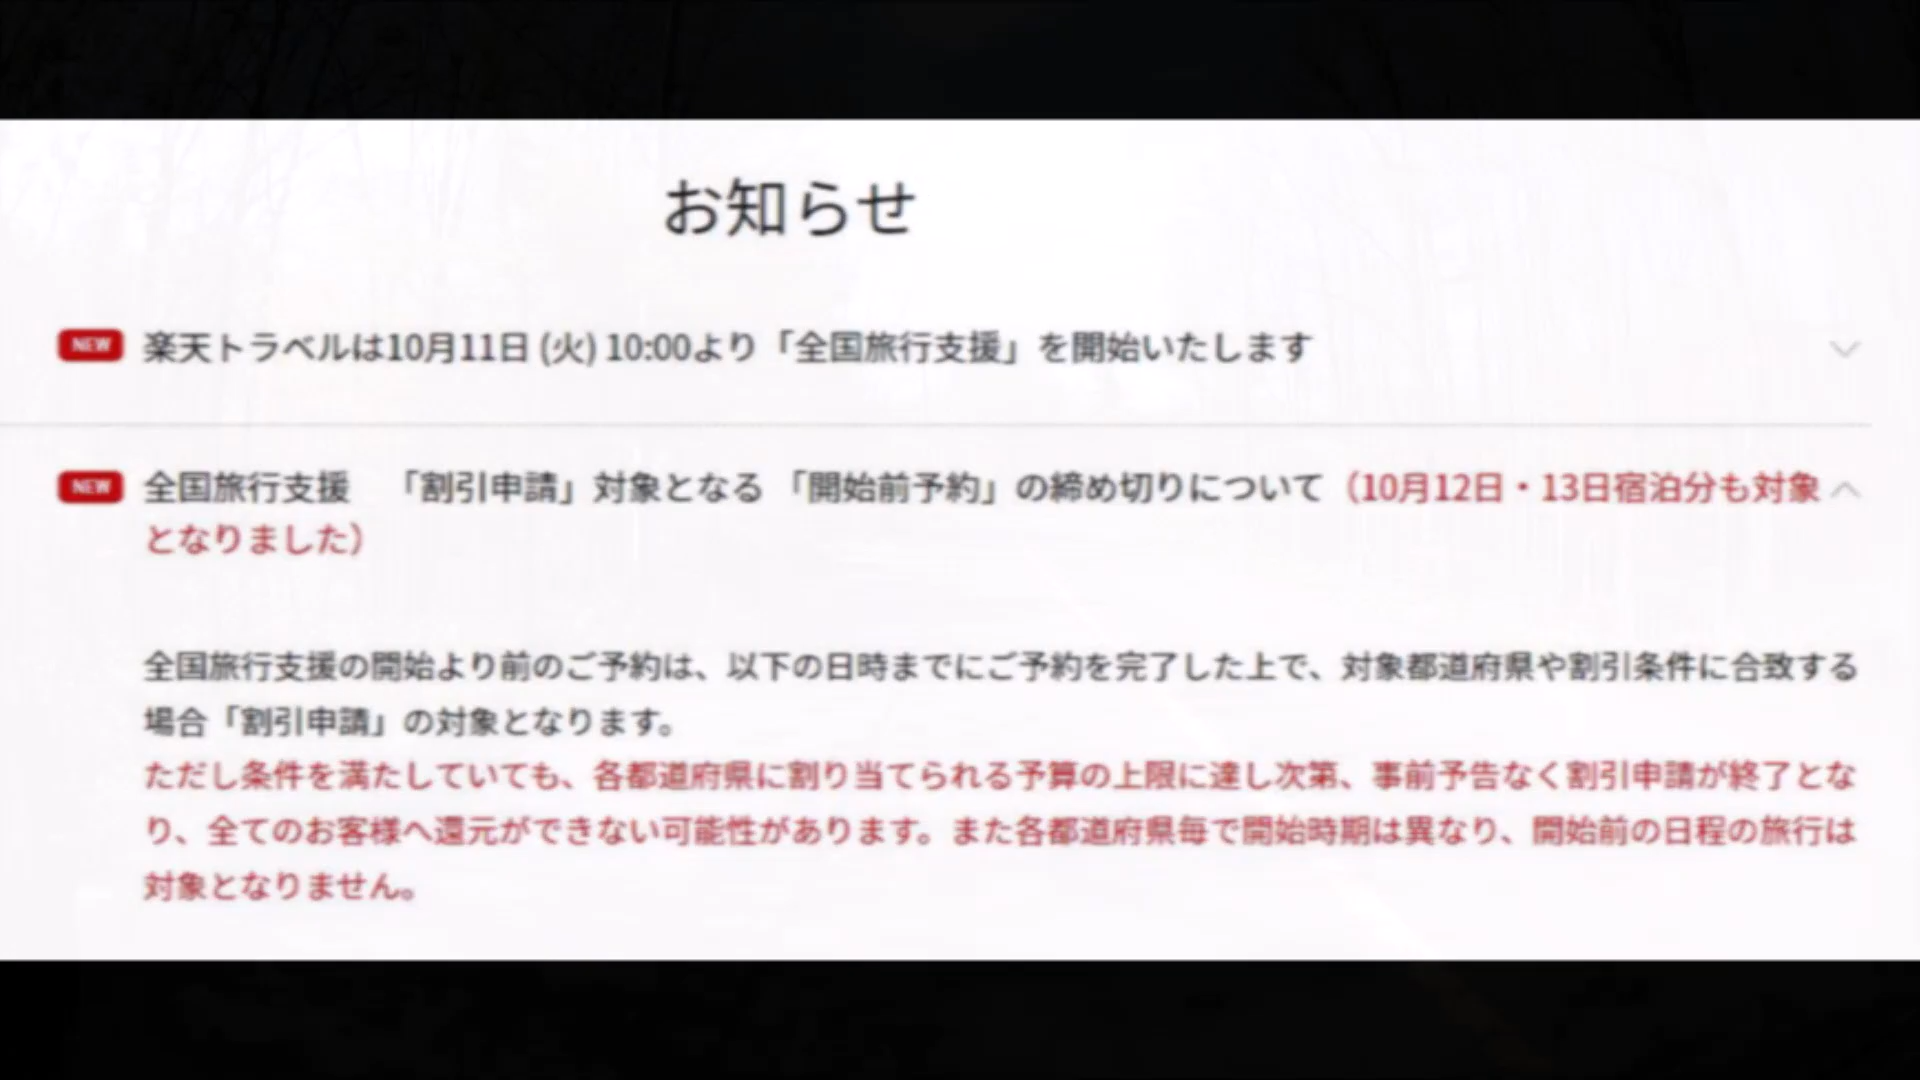 お知らせ
NEW 楽天トラベルは10月11日 (火) 10:00より「全国旅行支援」を開始いたします
NEW 全国旅行支援　「割引申請」対象となる 「開始前予約」の締め切りについて（10月12日・13日宿泊分も対象
となりました）
全国旅行支援の開始より前のご予約は、以下の日時までにご予約を完了した上で、対象都道府県や割引条件に合致する
場合「割引申請」の対象となります。
ただし条件を満たしていても、各都道府県に割り当てられる予算の上限に達し次第、事前予告なく割引申請が終了とな
り、全てのお客様へ還元ができない可能性があります。また各都道府県毎で開始時期は異なり、開始前の日程の旅行は
対象となりません。